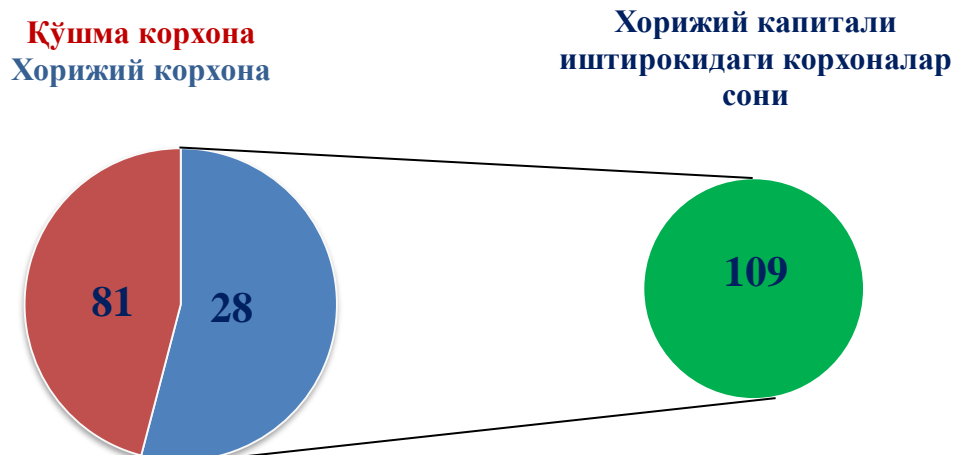 Қўшма корхона
Хорижий корхона
Хорижий капитали
иштирокидаги корхоналар
сони
81
28
109